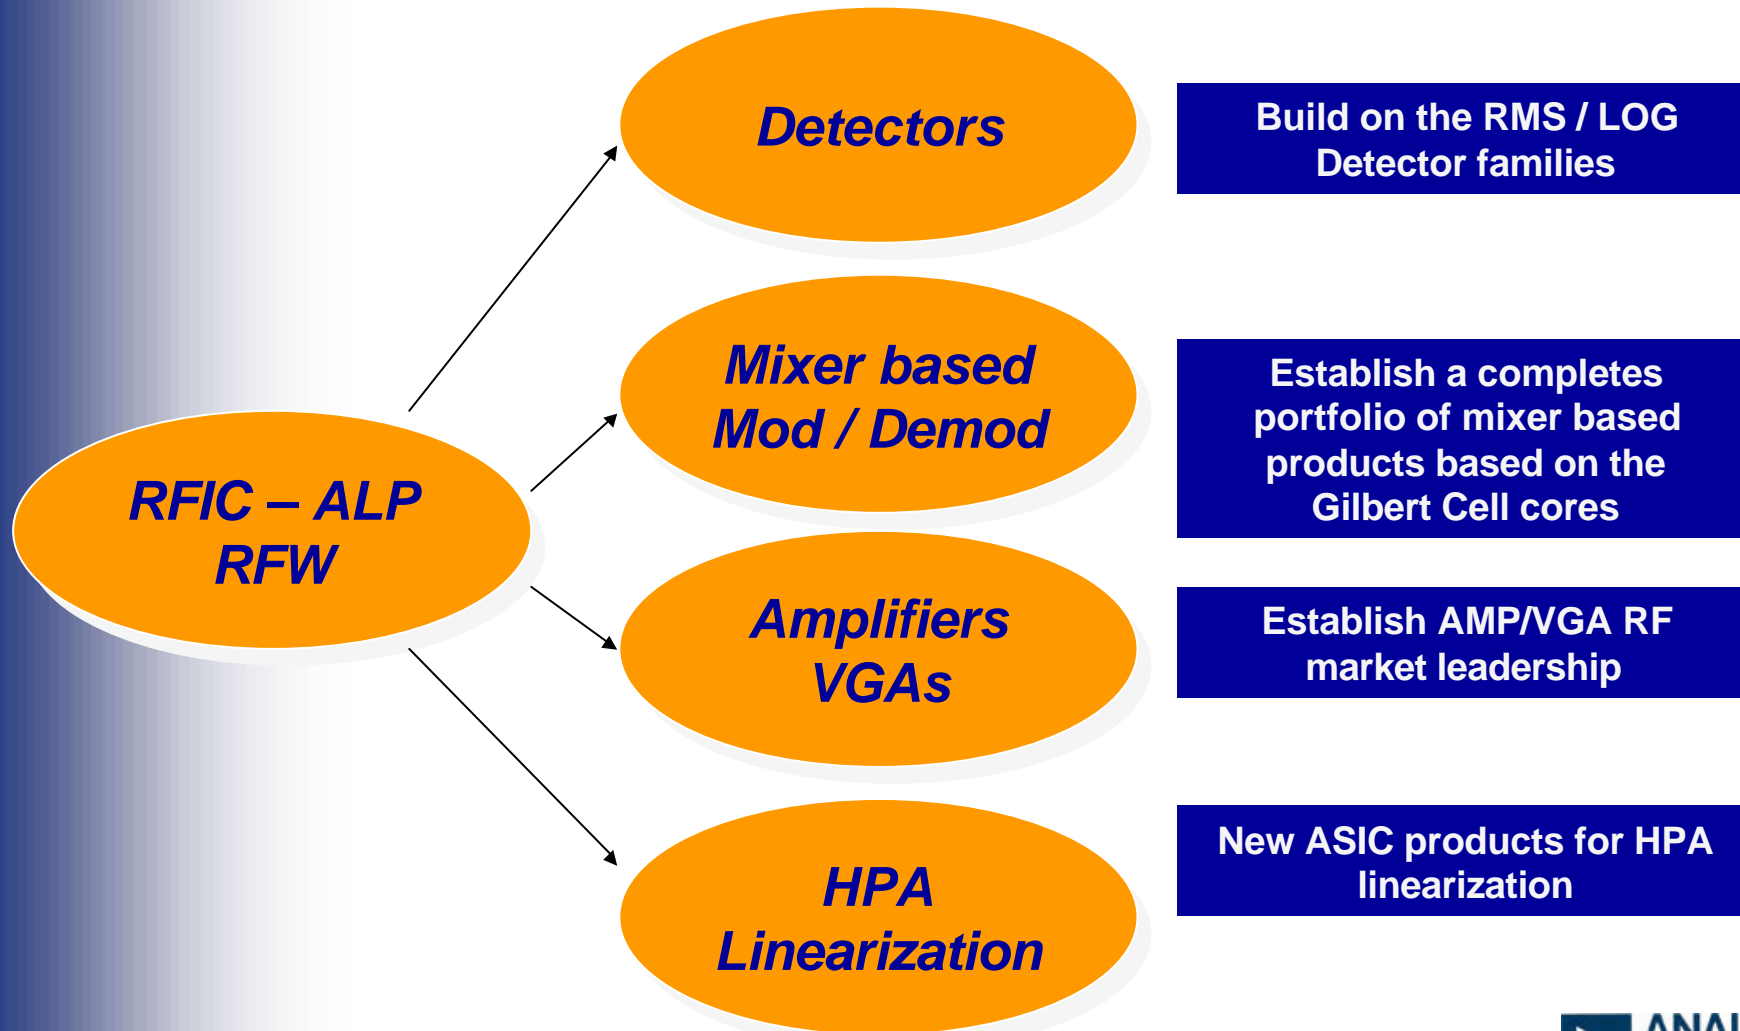 Detectors
Build on the RMS / LOG
Detector families
Mixer based
Mod / Demod
Establish a completes
portfolio of mixer based
products based on the
Gilbert Cell cores
RFIC – ALP
RFW
Amplifiers
VGAs
Establish AMP/VGA RF
market leadership
HPA
Linearization
New ASIC products for HPA
linearization